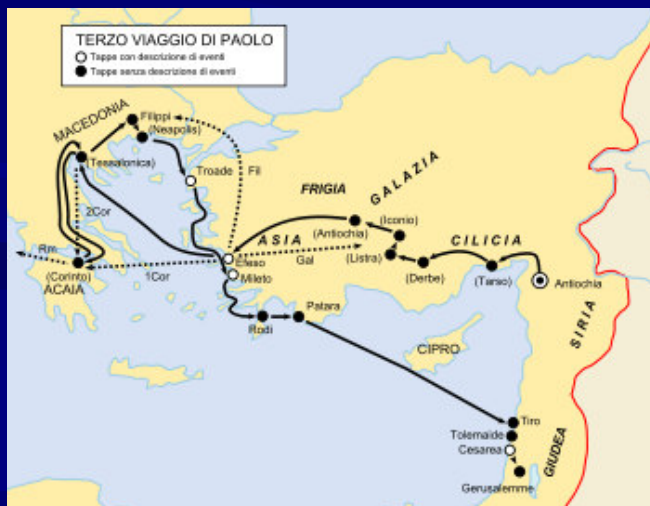 TERZO VIAGGIO DI PAOLO
Tappe con descrizione di eventi
Tappe senza descrizione di eventi
MACEDONIA
Filippi
(Neapolis)
(Tessalonica)
Troade
Fil
FRIGIA
GALAZIA
2Cor
ASIA
(Antiochia)
(Iconio)
CILICIA
Rm
Efeso
Gal
(Listra)
(Corinto)
1Cor
Mileto
(Derbe)
(Tarso)
Antiochia
ACAIA
Patara
Rodi
SIRIA
CIPRO
Tiro
Tolemaide
Cesarea
GIUDEA
Gerusalemme